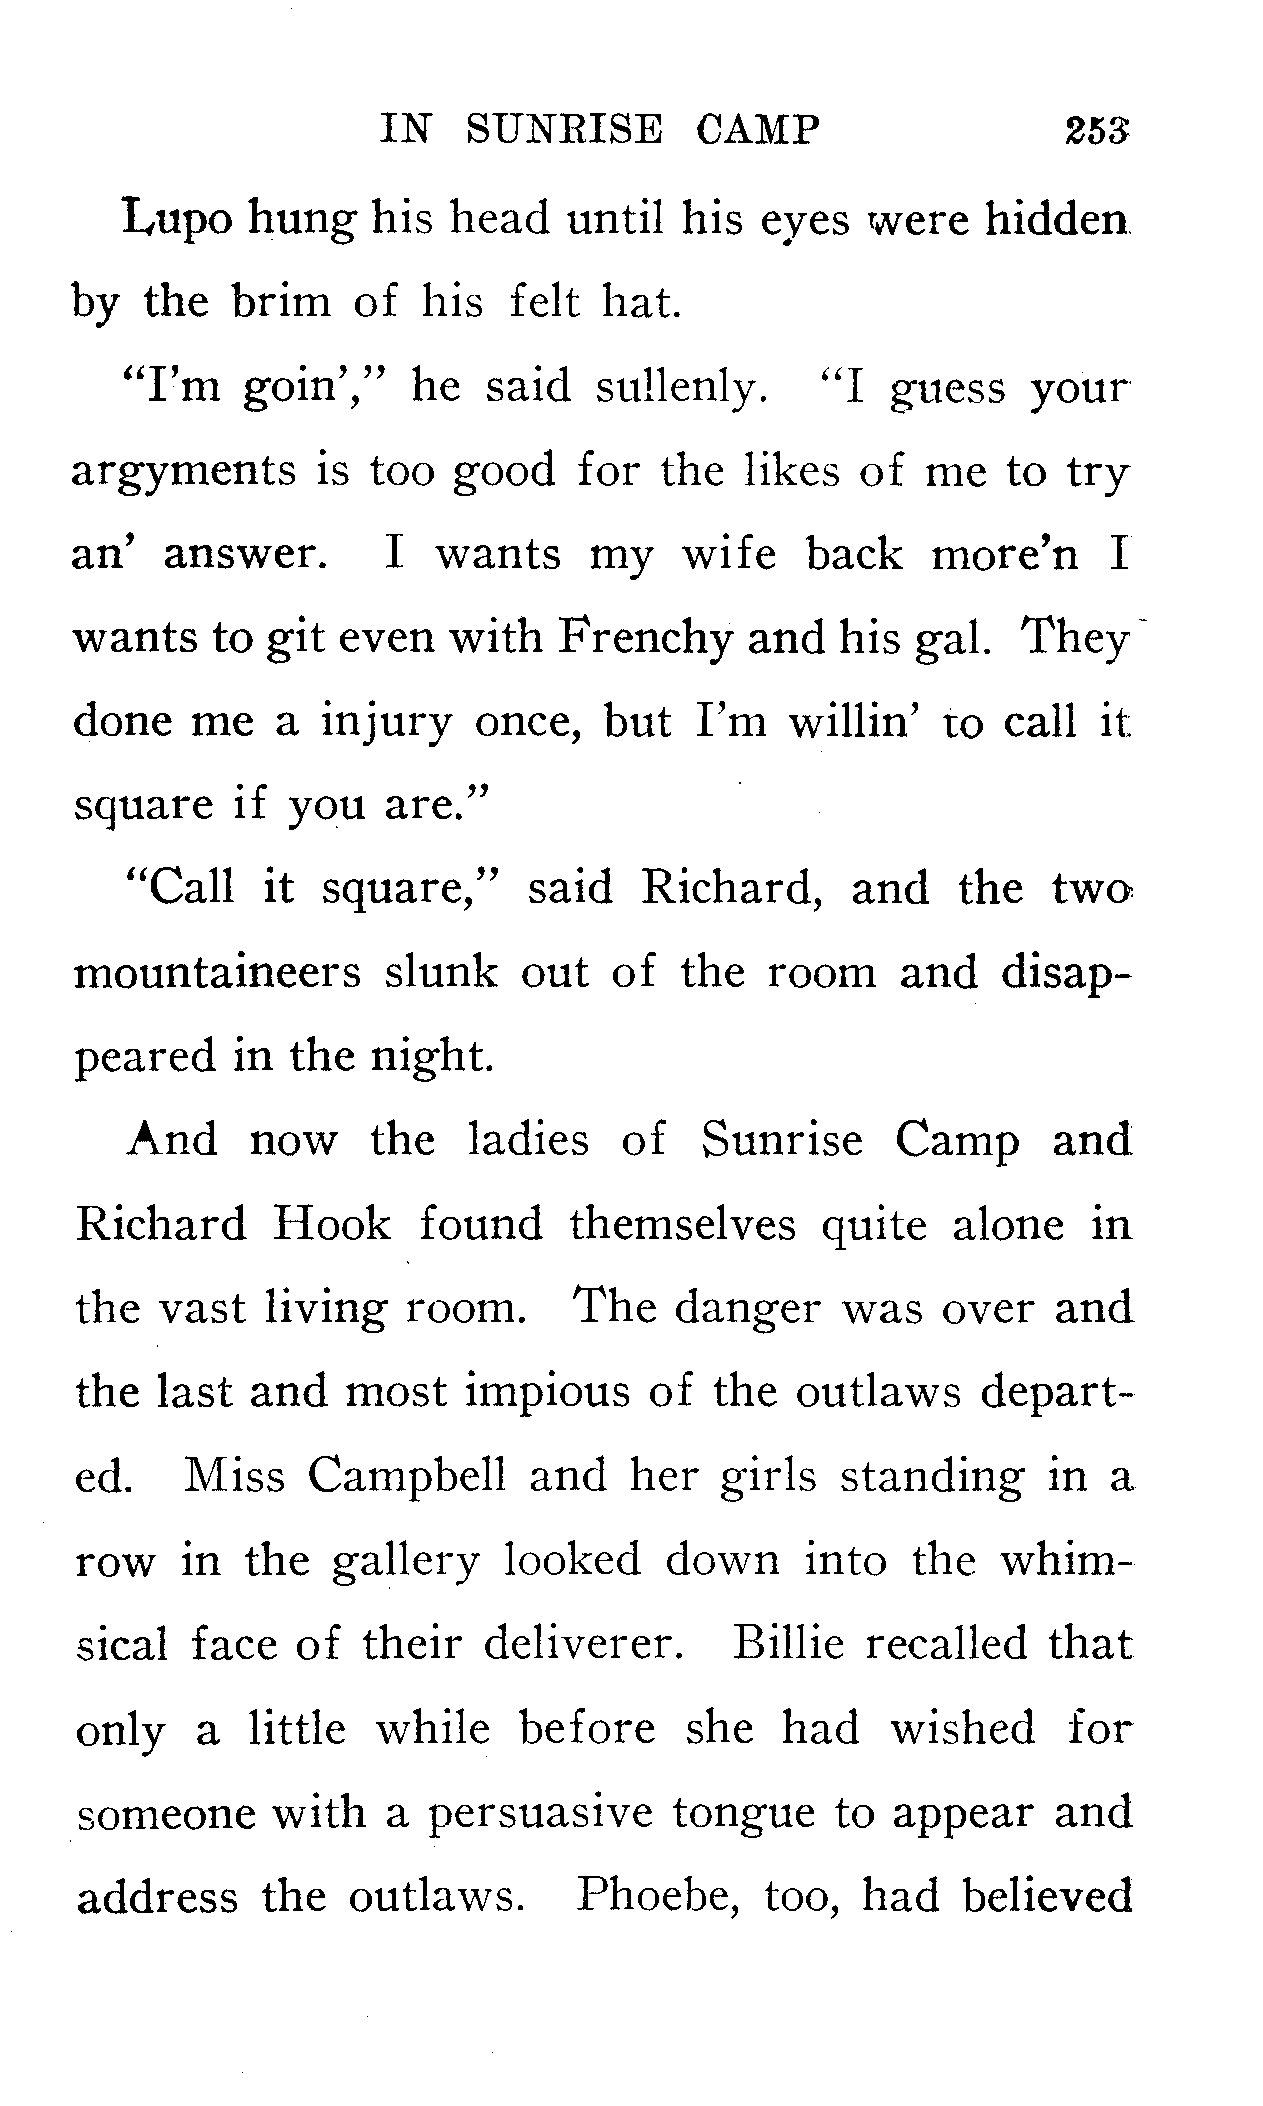 IN SUNRISE CAMP 253
Lupo hung his head until his eyes were hidden
by the brim of his felt hat.
“I’m goin’,” he said sullenly. “I guess your
argyments is too good for the likes of me to try
an’ answer. I wants my wife back more’n I
wants to git even with Frenchy and his gal. They
done me a injury once, but I’m willin’ to call it
square if you are.”
“Call it square,” said Richard, and the two
mountaineers slunk out of the room and disap-
peared in the night.
And now the ladies of Sunrise Camp and
Richard Hook found themselves quite alone in
the vast living room. The danger was over and
the last and most impious of the outlaws depart-
ed. Miss Campbell and her girls standing in a
row in the gallery looked down into the whim-
sical face of their deliverer. Billie recalled that
only a little while before she had wished for
someone with a persuasive tongue to appear and
address the outlaws. Phoebe, too, had believed